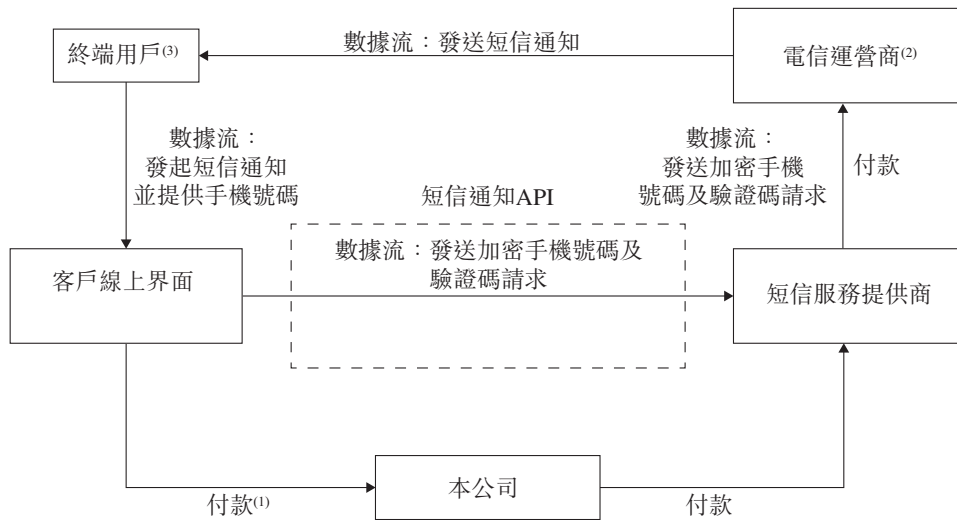 數據流：發送短信通知
終端用戶(3)
電信運營商(2)
數據流：
發起短信通知
並提供手機號碼
數據流：
發送加密手機
號碼及驗證碼請求
付款
短信通知API
數據流：發送加密手機號碼及
驗證碼請求
客戶線上界面
短信服務提供商
本公司
付款(1)
付款